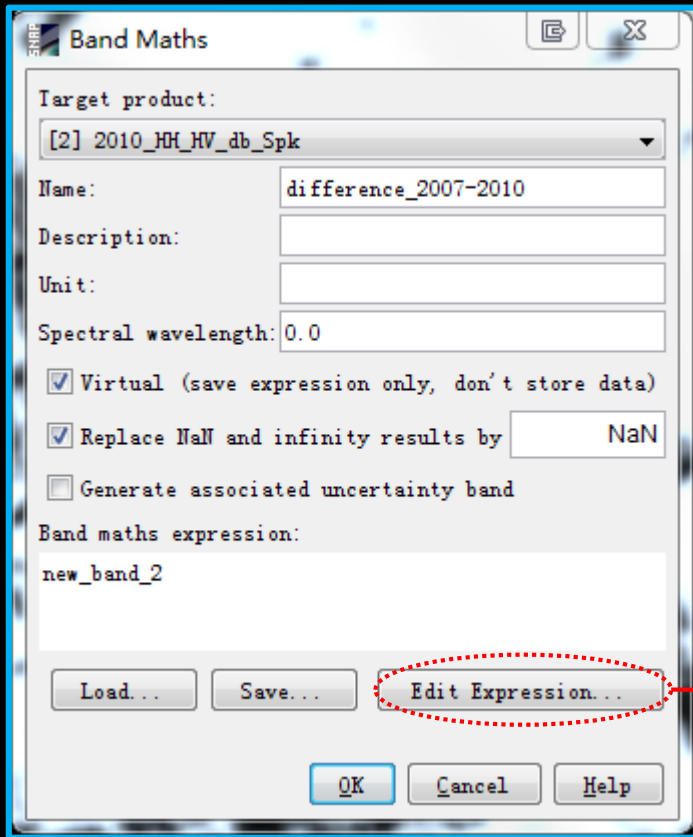 SNAP
Band Maths
Target product:
[2] 2010_HH_HV_db_Spk
Name: difference_2007-2010
Description:
Unit:
Spectral wavelength: 0.0
Virtual (save expression only, don't store data)
Replace NaN and infinity results by NaN
Generate associated uncertainty band
Band maths expression:
new_band_2
Load... Save... Edit Expression...
OK Cancel Help